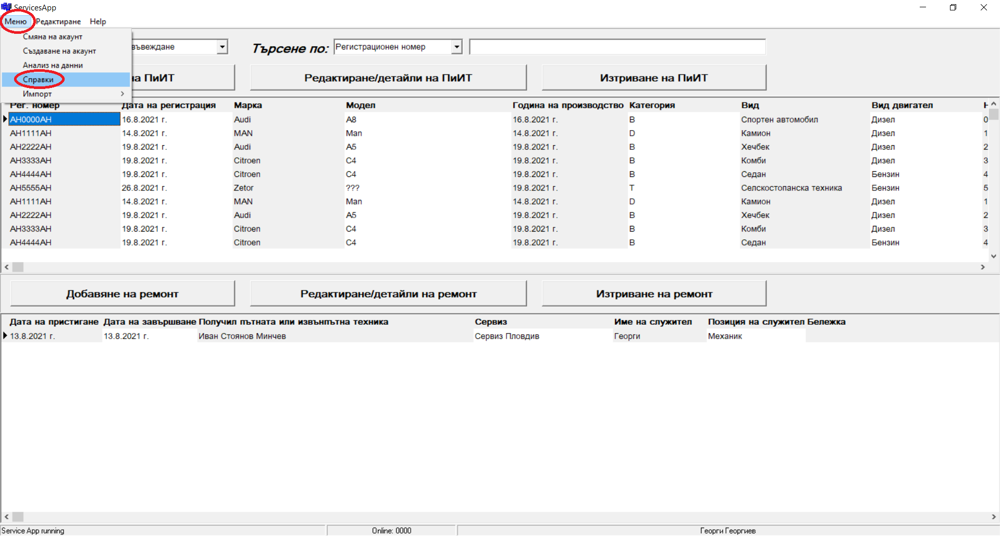 ServicesApp
Меню Редактиране Help
Смяна на акаунт
Създаване на акаунт
Анализ на данни
Справки
Импорт
въвеждане Търсене по: Регистрационен номер
на ПиИТ Редактиране/детайли на ПиИТ Изтриване на ПиИТ
Рег. номер Дата на регистрация Марка Модел Година на производство Категория Вид Вид двигател
AH0000AH 16.8.2021 г. Audi A8 16.8.2021 г. B Спортен автомобил Дизел 0
AH1111AH 14.8.2021 г. MAN Man 14.8.2021 г. D Камион Дизел 1
AH2222AH 19.8.2021 г. Audi A5 19.8.2021 г. B Хечбек Дизел 2
AH3333AH 19.8.2021 г. Citroen C4 19.8.2021 г. B Комби Дизел 3
AH4444AH 19.8.2021 г. Citroen C4 19.8.2021 г. B Седан Бензин 4
AH5555AH 26.8.2021 г. Zetor ??? 19.8.2021 г. T Селскостопанска техника Бензин 5
AH1111AH 14.8.2021 г. MAN Man 14.8.2021 г. D Камион Дизел 1
AH2222AH 19.8.2021 г. Audi A5 19.8.2021 г. B Хечбек Дизел 2
AH3333AH 19.8.2021 г. Citroen C4 19.8.2021 г. B Комби Дизел 3
AH4444AH 19.8.2021 г. Citroen C4 19.8.2021 г. B Седан Бензин 4
Добавяне на ремонт Редактиране/детайли на ремонт Изтриване на ремонт
Дата на пристигане Дата на завършване Получил пътната или извънпътна техника Сервиз Име на служител Позиция на служител Бележка
13.8.2021 г. 13.8.2021 г. Иван Стоянов Минчев Сервиз Пловдив Георги Механик
Service App running Online: 0000 Георги Георгиев